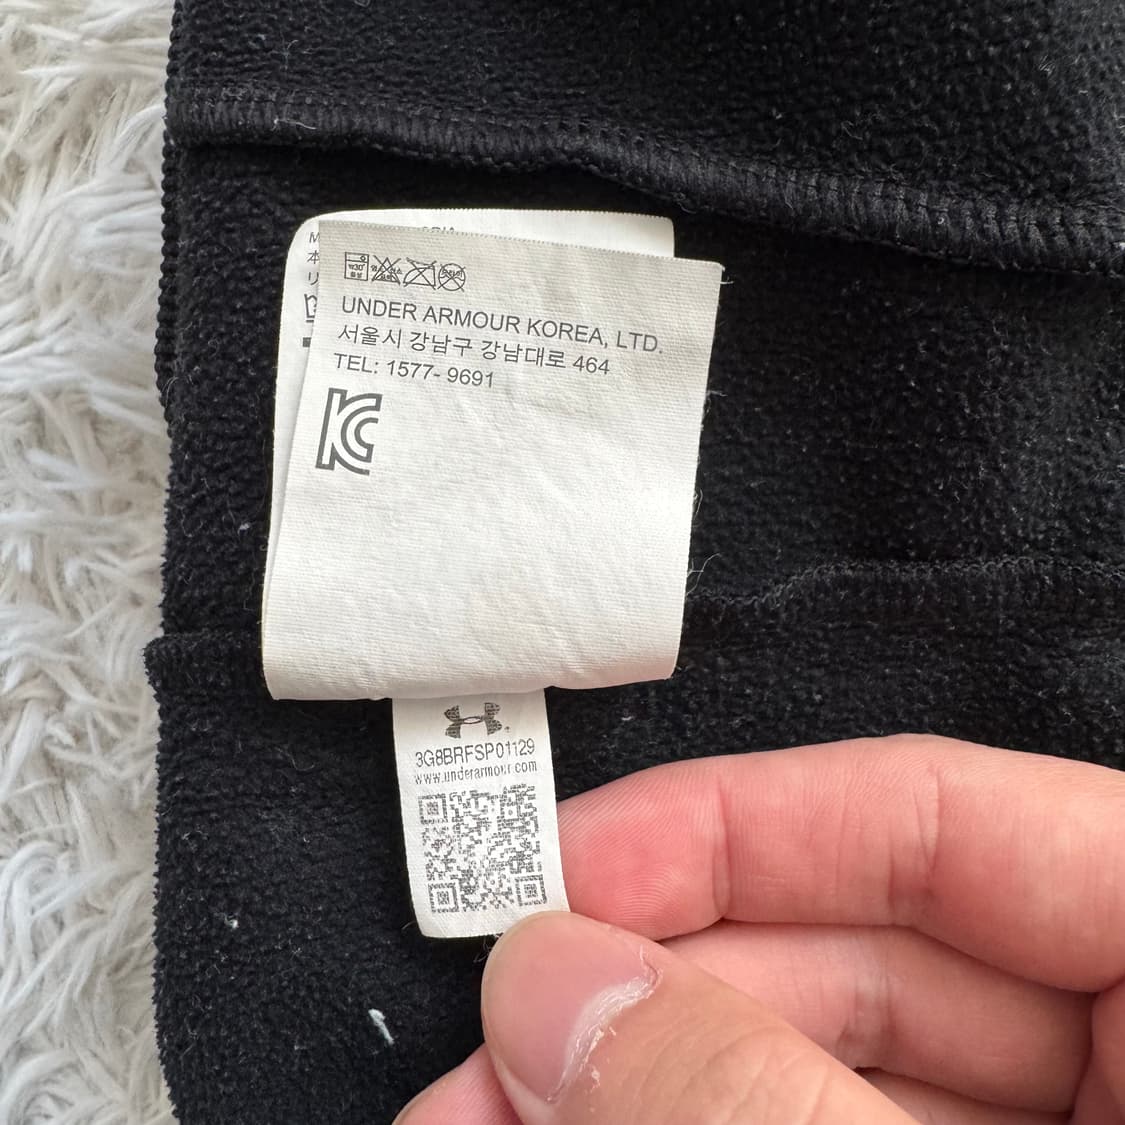 UNDER ARMOUR KOREA, LTD.
서울시 강남구 강남대로 464
TEL: 1577- 9691
KC
3G8BRFSP01129
www.underarmour.com